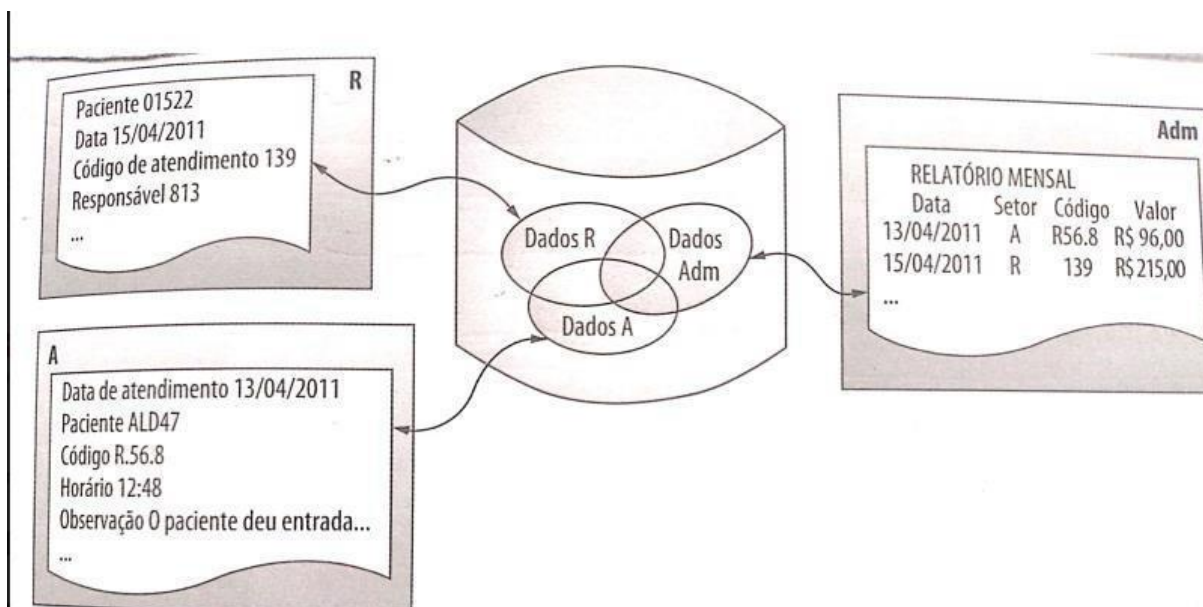 R
Paciente 01522
Data 15/04/2011
Código de atendimento 139
Responsável 813
...
A
Data de atendimento 13/04/2011
Paciente ALD47
Código R.56.8
Horário 12:48
Observação O paciente deu entrada...
...
Dados R
Dados
Adm
Dados A
Adm
RELATÓRIO MENSAL
Data Setor Código Valor
13/04/2011 A R56.8 R$ 96,00
15/04/2011 R 139 R$ 215,00
...